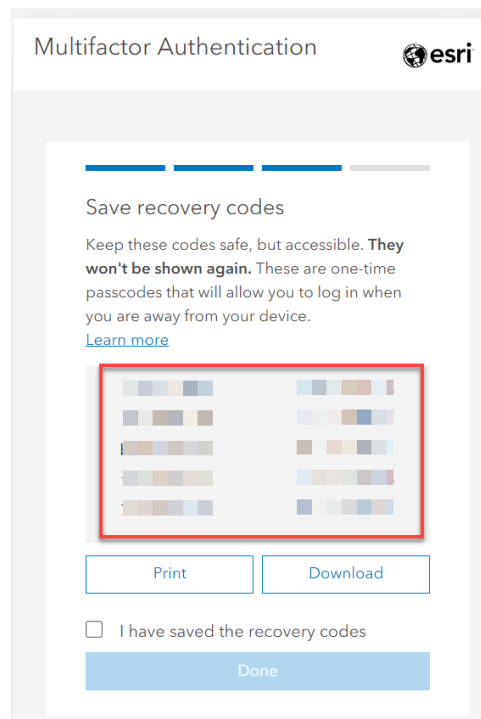 Multifactor Authentication
esri
Save recovery codes
Keep these codes safe, but accessible. They
won't be shown again. These are one-time
passcodes that will allow you to log in when
you are away from your device.
Learn more
Print
Download
I have saved the recovery codes
Done